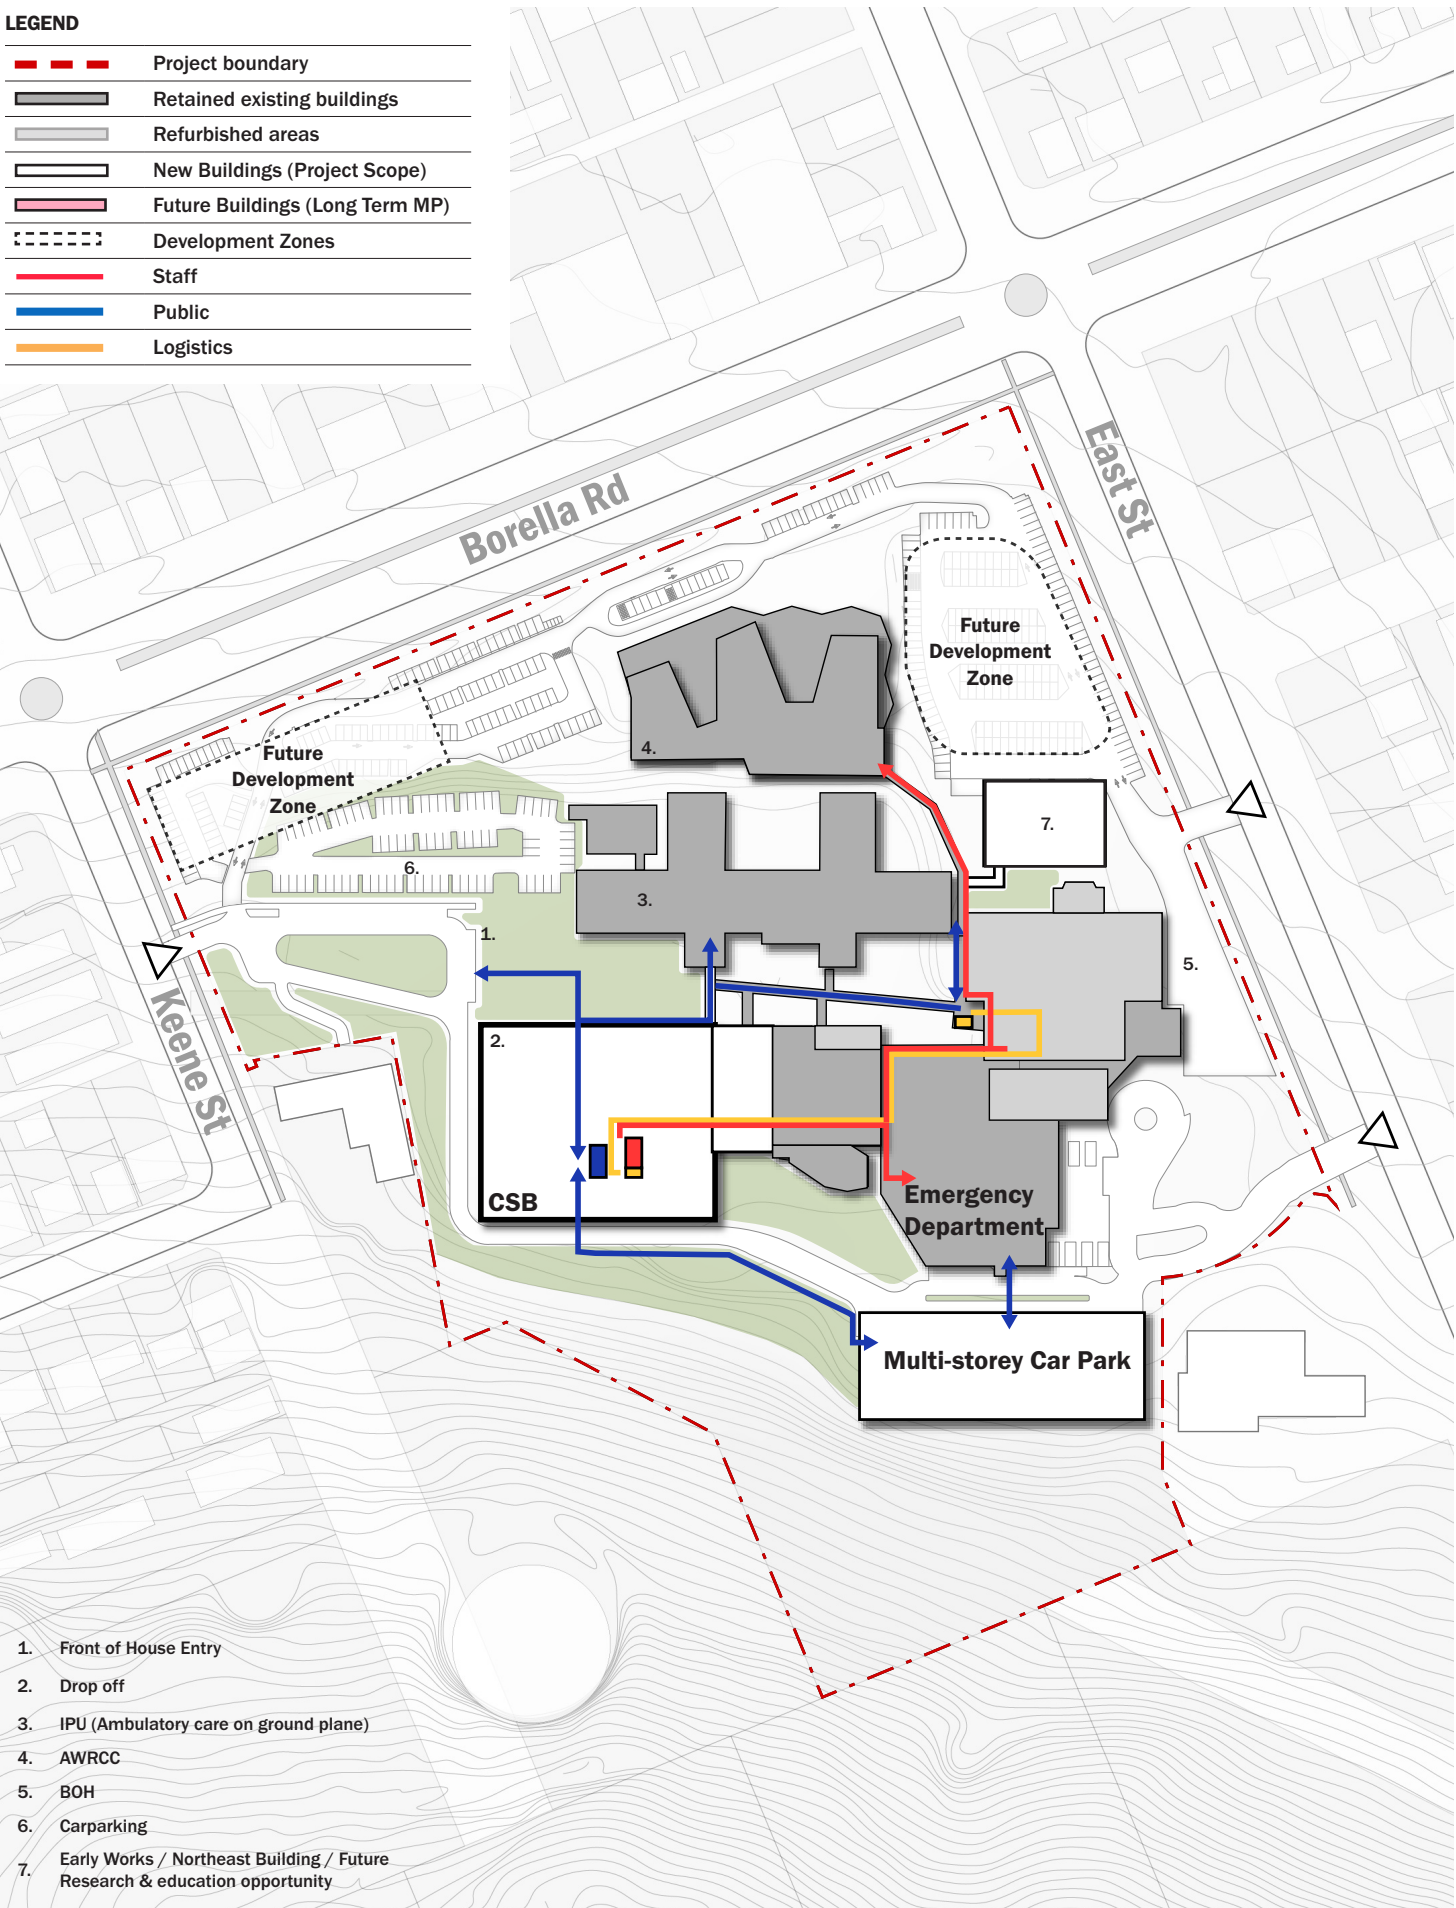 LEGEND
Project boundary
Retained existing buildings
Refurbished areas
New Buildings (Project Scope)
Future Buildings (Long Term MP)
Development Zones
Staff
Public
Logistics
Borella Rd
East St
Keene St
Future
Development
Zone
Future
Development
Zone
4.
7.
6.
3.
1.
5.
2.
CSB
Emergency
Department
Multi-storey Car Park
1. Front of House Entry
2. Drop off
3. IPU (Ambulatory care on ground plane)
4. AWRCC
5. BOH
6. Carparking
7. Early Works / Northeast Building / Future
Research & education opportunity